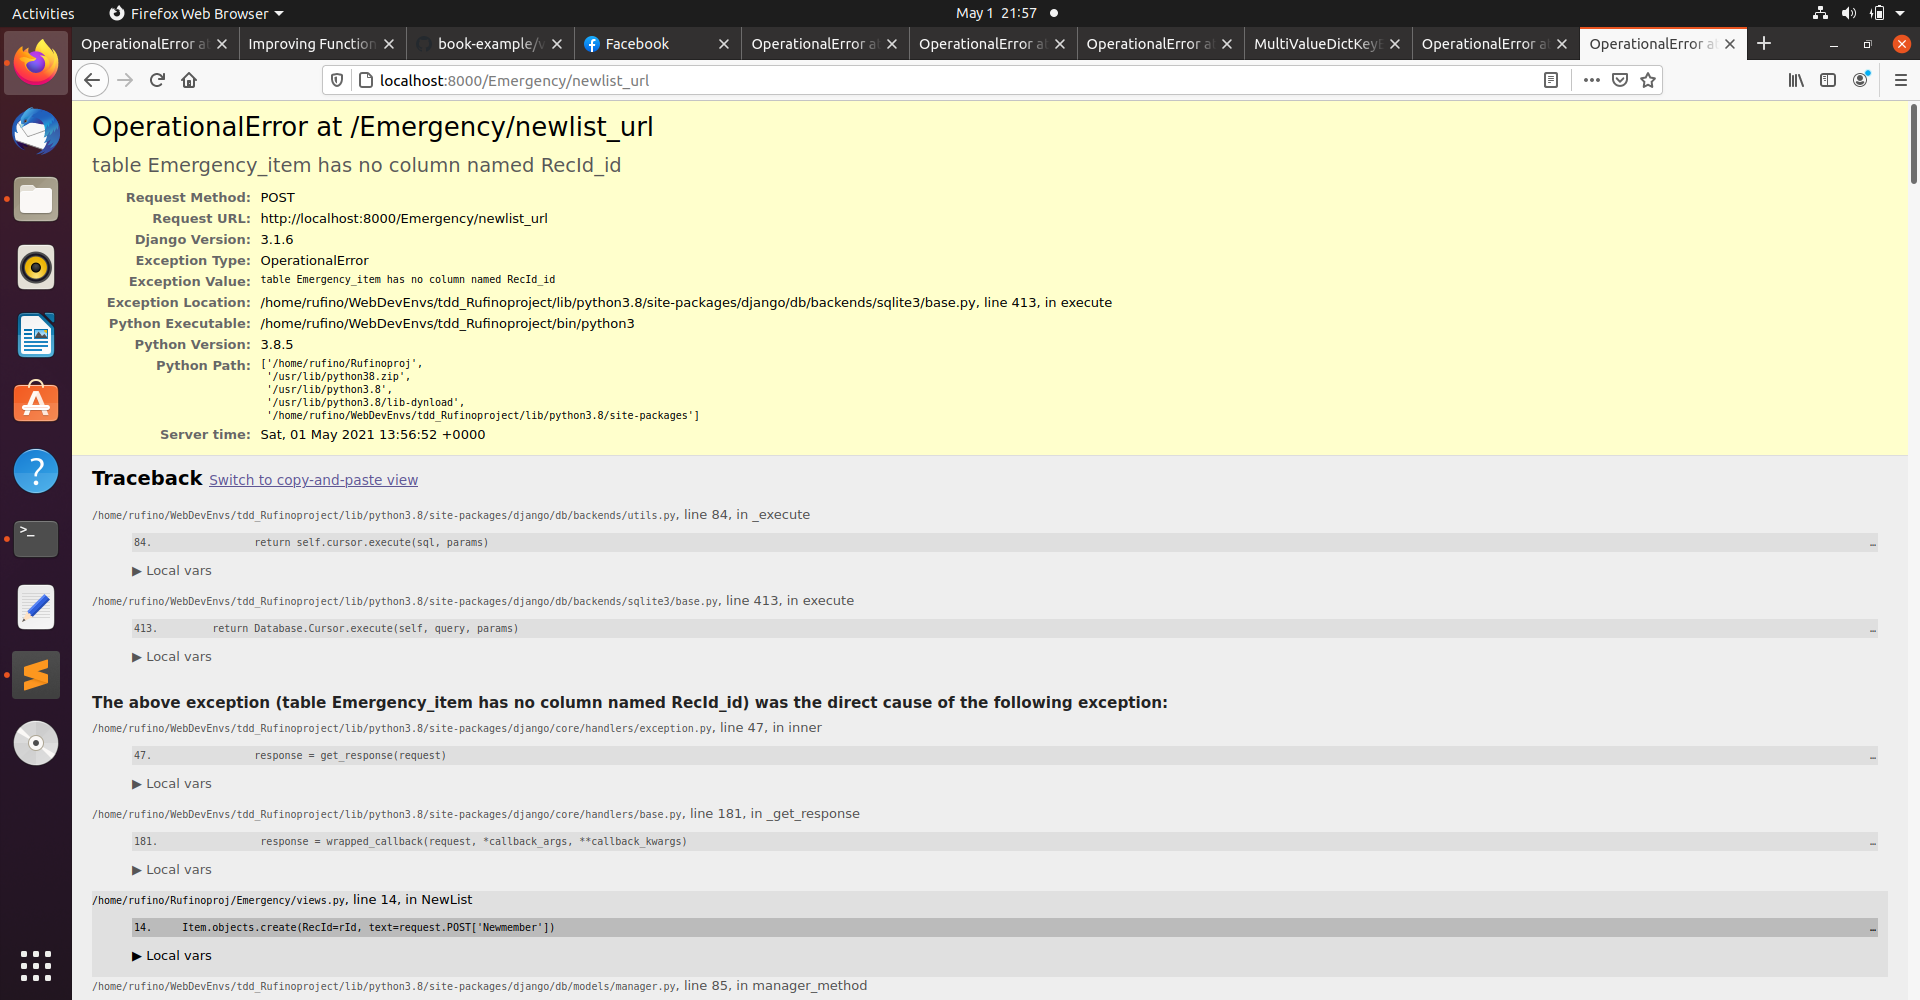 Activities
Firefox Web Browser
May 1 21:57
OperationalError at
Improving Function
book-example/v
Facebook
OperationalError at
OperationalError at
OperationalError at
MultiValueDictKeyE
OperationalError at
OperationalError at
localhost:8000/Emergency/newlist_url
OperationalError at /Emergency/newlist_url
table Emergency_item has no column named RecId_id
Request Method: POST
Request URL: http://localhost:8000/Emergency/newlist_url
Django Version: 3.1.6
Exception Type: OperationalError
Exception Value: table Emergency_item has no column named RecId_id
Exception Location: /home/rufino/WebDevEnvs/tdd_Rufinoproject/lib/python3.8/site-packages/django/db/backends/sqlite3/base.py, line 413, in execute
Python Executable: /home/rufino/WebDevEnvs/tdd_Rufinoproject/bin/python3
Python Version: 3.8.5
Python Path: ['/home/rufino/Rufinoproj',
'/usr/lib/python38.zip',
'/usr/lib/python3.8',
'/usr/lib/python3.8/lib-dynload',
'/home/rufino/WebDevEnvs/tdd_Rufinoproject/lib/python3.8/site-packages']
Server time: Sat, 01 May 2021 13:56:52 +0000
Traceback Switch to copy-and-paste view
/home/rufino/WebDevEnvs/tdd_Rufinoproject/lib/python3.8/site-packages/django/db/backends/utils.py, line 84, in _execute
84. return self.cursor.execute(sql, params) …
▶ Local vars
/home/rufino/WebDevEnvs/tdd_Rufinoproject/lib/python3.8/site-packages/django/db/backends/sqlite3/base.py, line 413, in execute
413. return Database.Cursor.execute(self, query, params) …
▶ Local vars
The above exception (table Emergency_item has no column named RecId_id) was the direct cause of the following exception:
/home/rufino/WebDevEnvs/tdd_Rufinoproject/lib/python3.8/site-packages/django/core/handlers/exception.py, line 47, in inner
47. response = get_response(request) …
▶ Local vars
/home/rufino/WebDevEnvs/tdd_Rufinoproject/lib/python3.8/site-packages/django/core/handlers/base.py, line 181, in _get_response
181. response = wrapped_callback(request, *callback_args, **callback_kwargs) …
▶ Local vars
/home/rufino/Rufinoproj/Emergency/views.py, line 14, in NewList
14. Item.objects.create(RecId=rId, text=request.POST['Newmember']) …
▶ Local vars
/home/rufino/WebDevEnvs/tdd_Rufinoproject/lib/python3.8/site-packages/django/db/models/manager.py, line 85, in manager_method